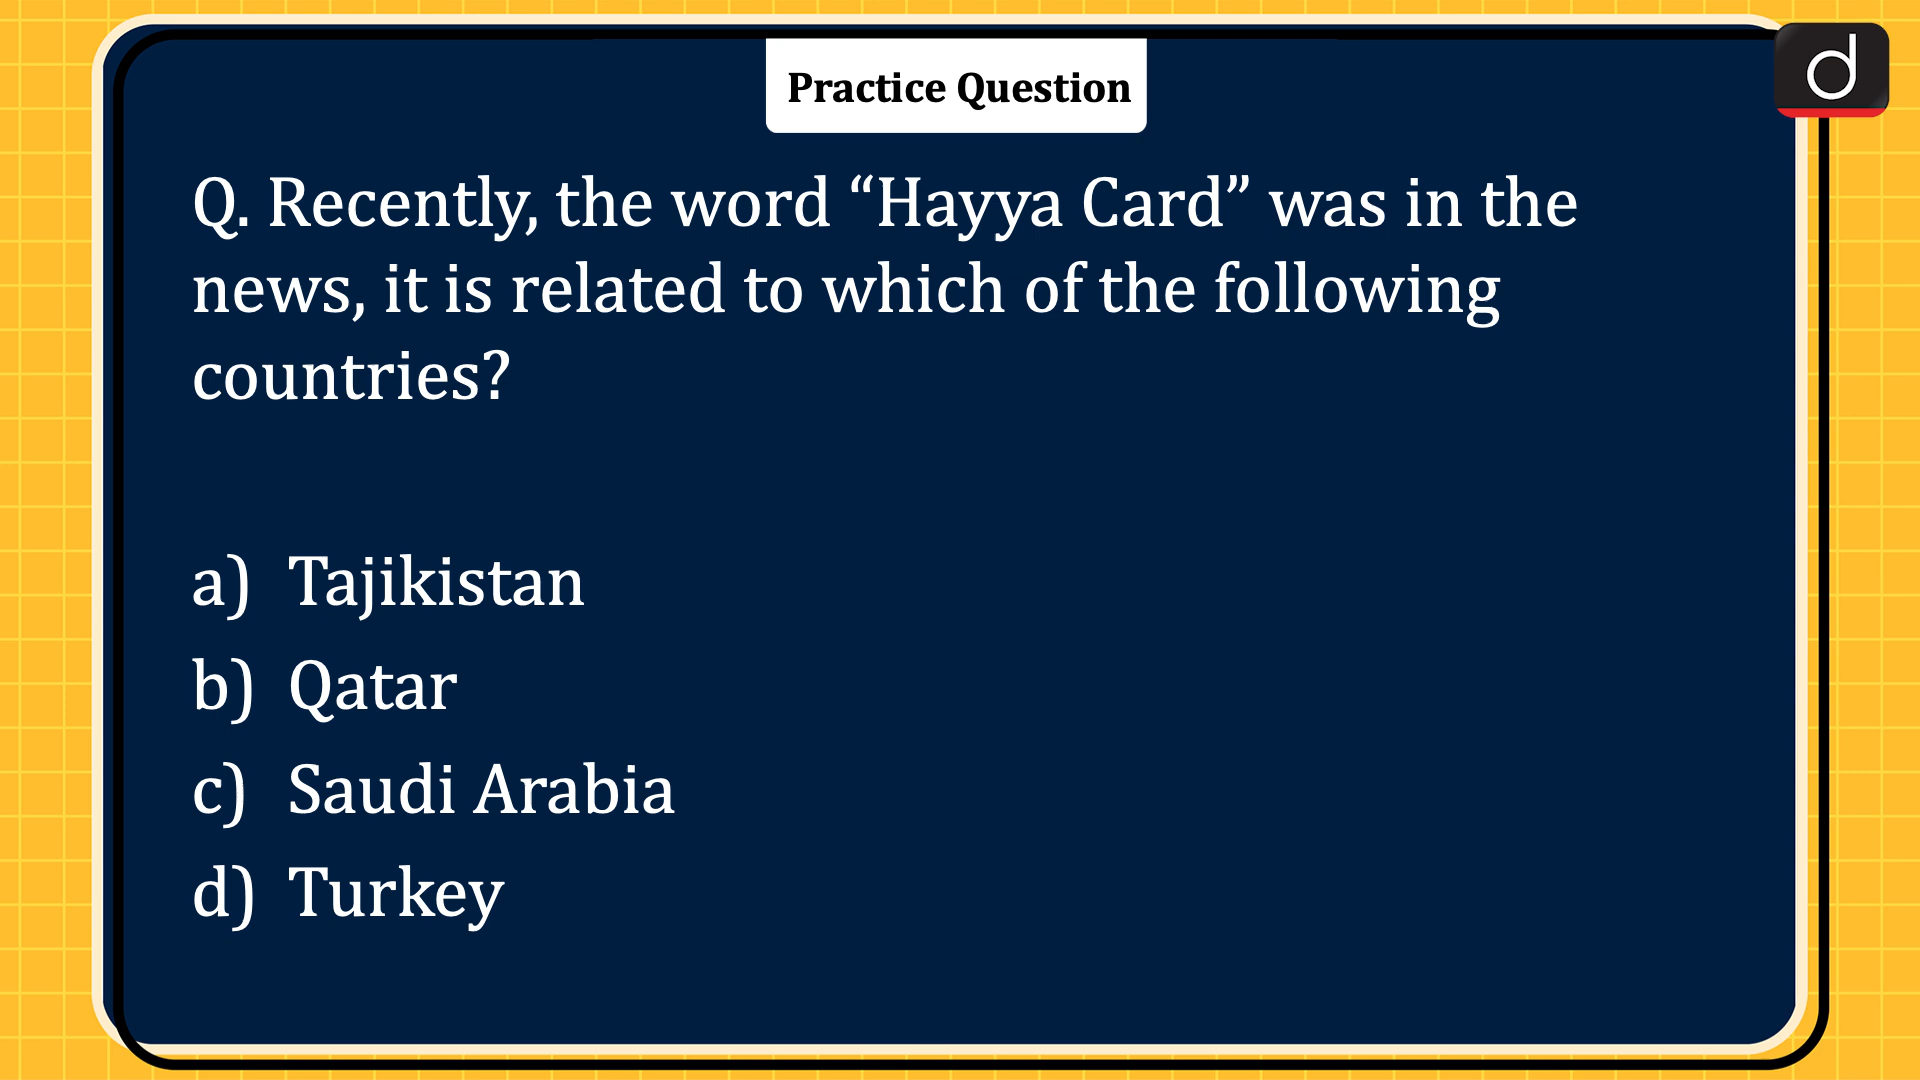 Practice Question
d
Q. Recently, the word “Hayya Card” was in the
news, it is related to which of the following
countries?
a) Tajikistan
b) Qatar
c) Saudi Arabia
d) Turkey